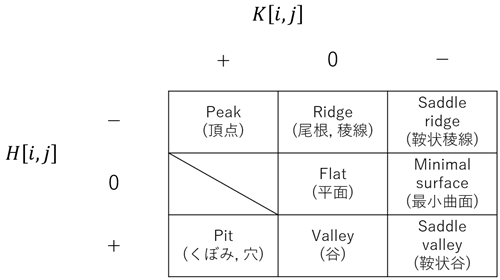 K[i,j]
+ 0 −
− Peak Ridge Saddle
(頂点) (尾根, 稜線) ridge
(鞍状稜線)
H[i,j]
0 Flat Minimal
(平面) surface
(最小曲面)
+ Pit Valley Saddle
(くぼみ, 穴) (谷) valley
(鞍状谷)